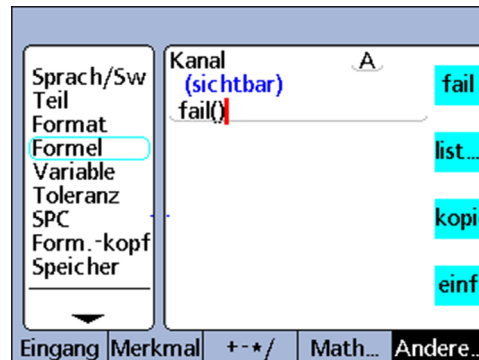 Sprach/Sw
Teil
Format
Formel
Variable
Toleranz
SPC
Form.-kopf
Speicher
Kanal A
(sichtbar)
fail()
fail
list...
kopi
einf
Eingang Merkmal +-*/ Math... Andere...